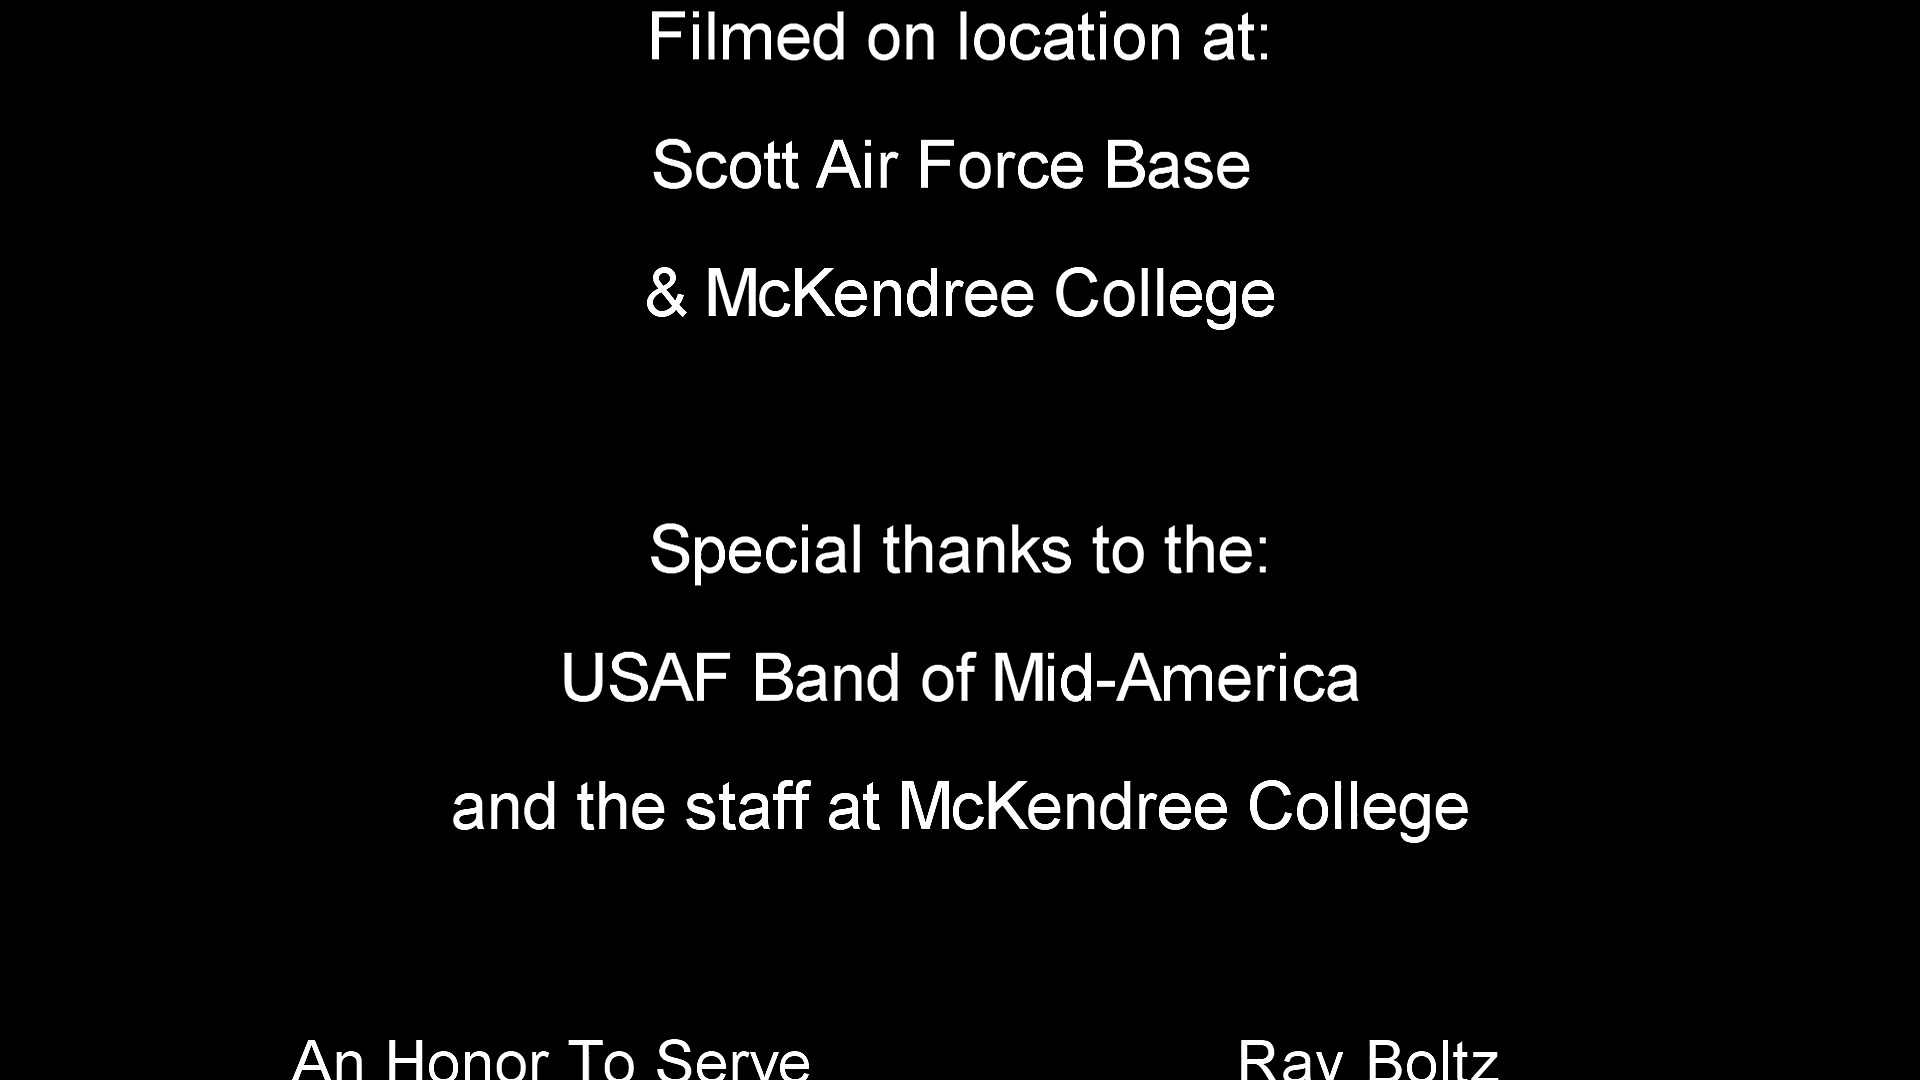 Filmed on location at:
Scott Air Force Base
& McKendree College
Special thanks to the:
USAF Band of Mid-America
and the staff at McKendree College
An Honor To Serve Ray Boltz